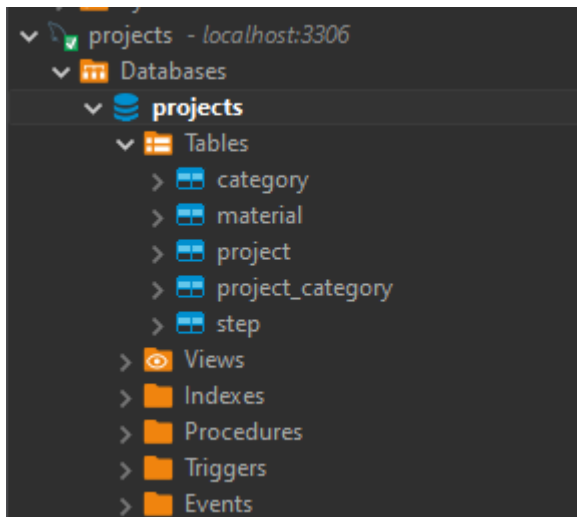 projects - localhost:3306
Databases
projects
Tables
category
material
project
project_category
step
Views
Indexes
Procedures
Triggers
Events